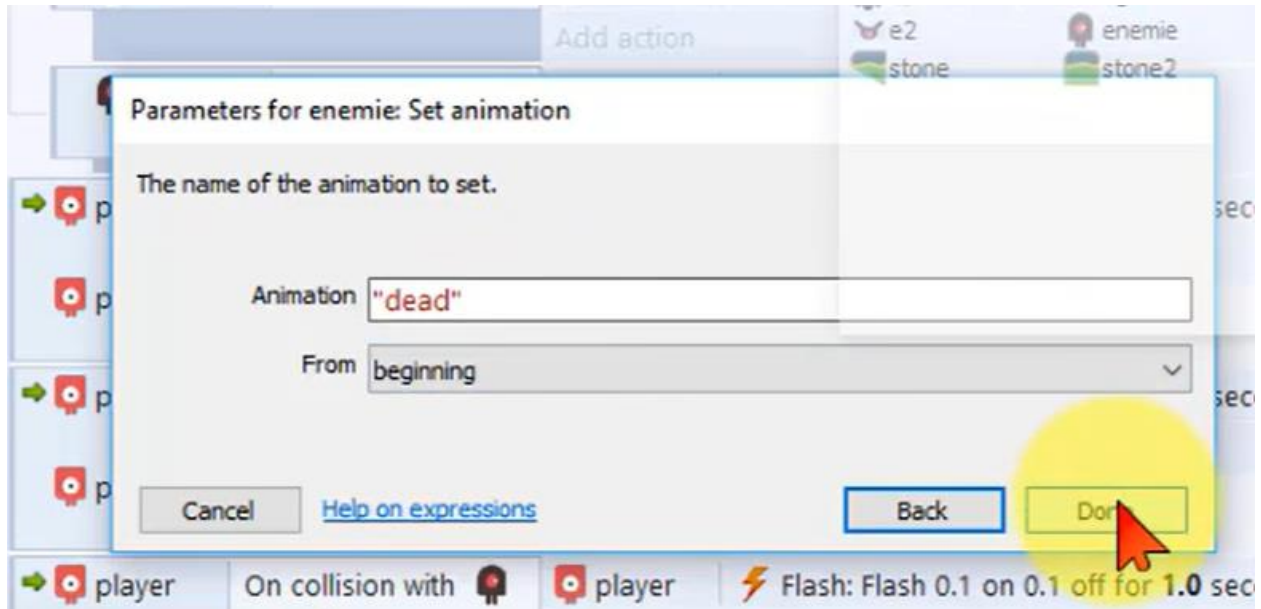 Add action
e2
enemie
stone
stone2
Parameters for enemie: Set animation
The name of the animation to set.
Animation "dead"
From beginning
Cancel
Help on expressions
Back
player
On collision with
player
Flash: Flash 0.1 on 0.1 off for 1.0 sec